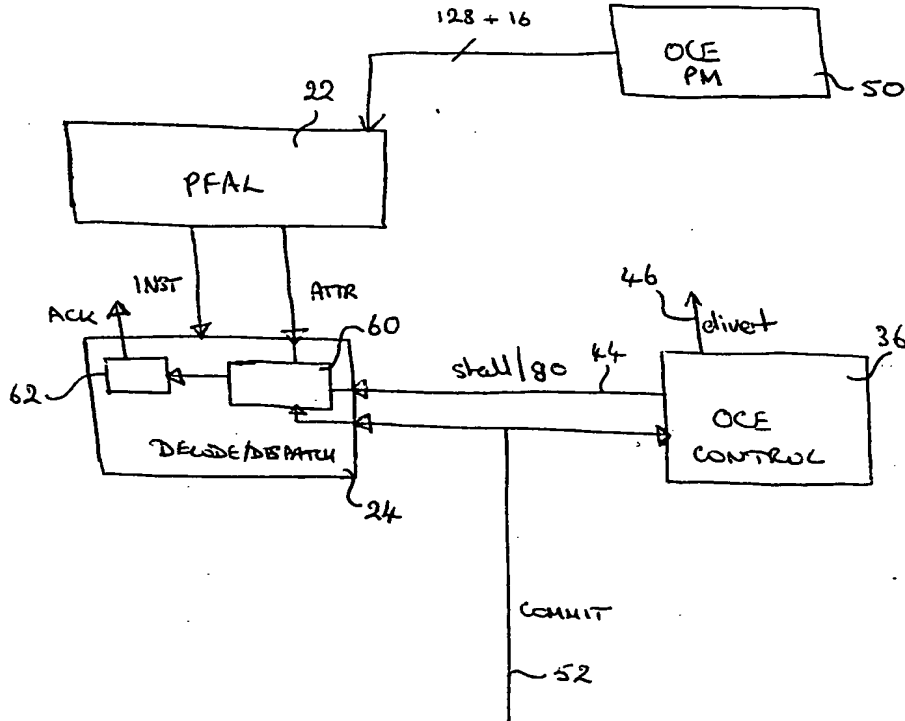 128 + 16
OCE
PM
50
22
PFAL
INST
ATTR
ACK
60
46
divert
36
62
stall/go
44
OCE
CONTROL
DECODE/DISPATCH
24
COMMIT
52